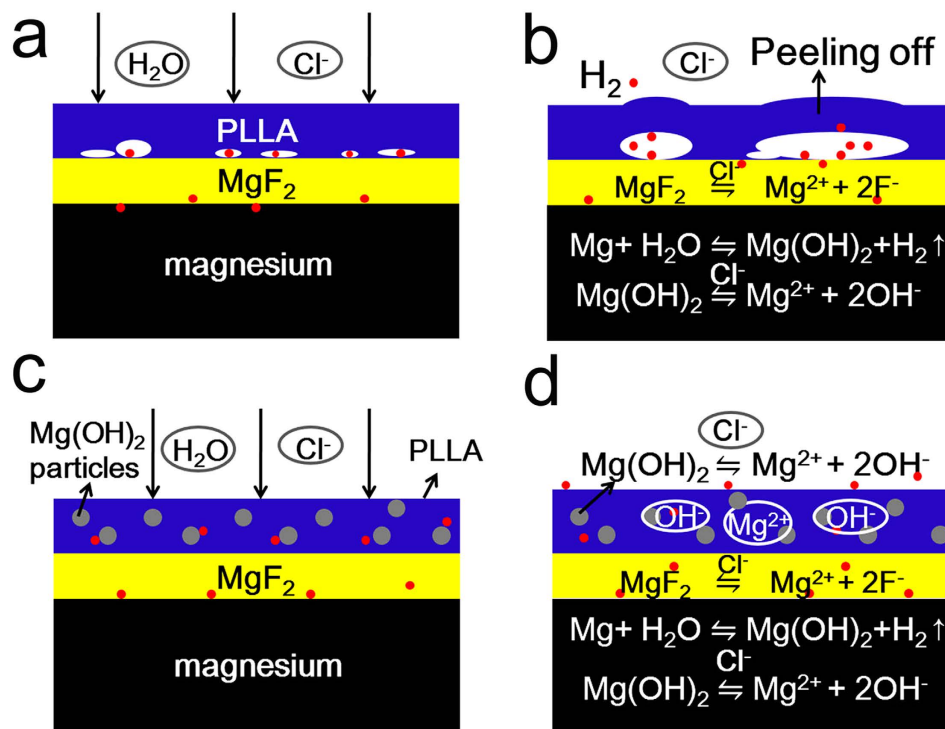 a
H₂O
Cl⁻
PLLA
MgF₂
magnesium
b
H₂
Cl⁻
Peeling off
Cl⁻
MgF₂ ⇋ Mg²⁺+ 2F⁻
Mg+ H₂O ⇋ Mg(OH)₂+H₂↑
Cl⁻
Mg(OH)₂ ⇋ Mg²⁺ + 2OH⁻
c
Mg(OH)₂
particles
H₂O
Cl⁻
PLLA
MgF₂
magnesium
d
Cl⁻
Mg(OH)₂ ⇋ Mg²⁺ + 2OH⁻
OH⁻
Mg²⁺
OH⁻
Cl⁻
MgF₂ ⇋ Mg²⁺+ 2F⁻
Mg+ H₂O ⇋ Mg(OH)₂+H₂↑
Cl⁻
Mg(OH)₂ ⇋ Mg²⁺ + 2OH⁻